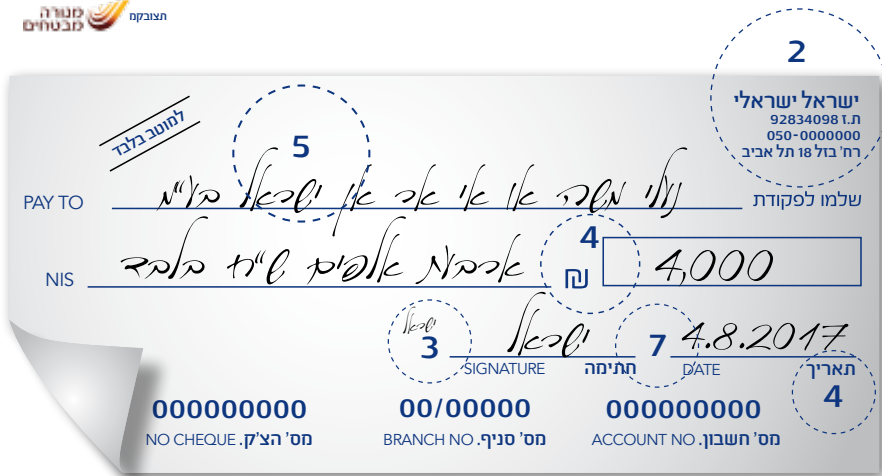 מנורה
מבטחים
תצובקמ
2
ישראל ישראלי
ת.ז 92834098
050-0000000
רח' בזל 18 תל אביב
למוטב בלבד
5
שלמו לפקודת
נעלי משה או אי אר אן ישראל בע"מ
PAY TO
4
4,000
₪
ארבעת אלפים ש"ח בלבד
NIS
ישראל
3
ישראל
7
4.8.2017
תאריך
DATE
חתימה
SIGNATURE
4
000000000
00/00000
000000000
מס' חשבון. ACCOUNT NO
מס' סניף. BRANCH NO
מס' הצ'ק. NO CHEQUE